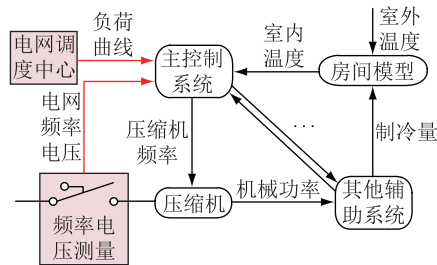 负荷
曲线
电网调
度中心
主控制
系统
室内
温度
室外
温度
房间模型
电网
频率
电压
压缩机
频率
...
制冷量
频率电
压测量
压缩机
机械功率
其他辅
助系统